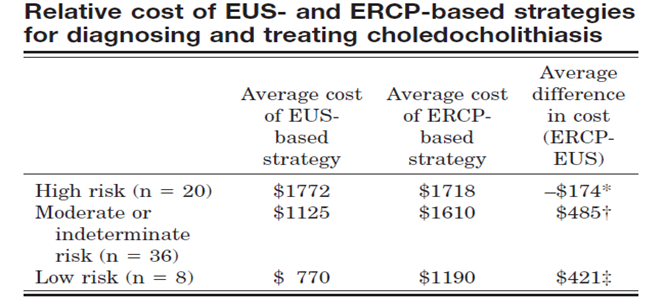 Relative cost of EUS- and ERCP-based strategies
for diagnosing and treating choledocholithiasis
Average cost of EUS-based strategy Average cost of ERCP-based strategy Average difference in cost (ERCP-EUS)
High risk (n = 20) $1772 $1718 –$174*
Moderate or $1125 $1610 $485†
indeterminate
risk (n = 36)
Low risk (n = 8) $ 770 $1190 $421‡